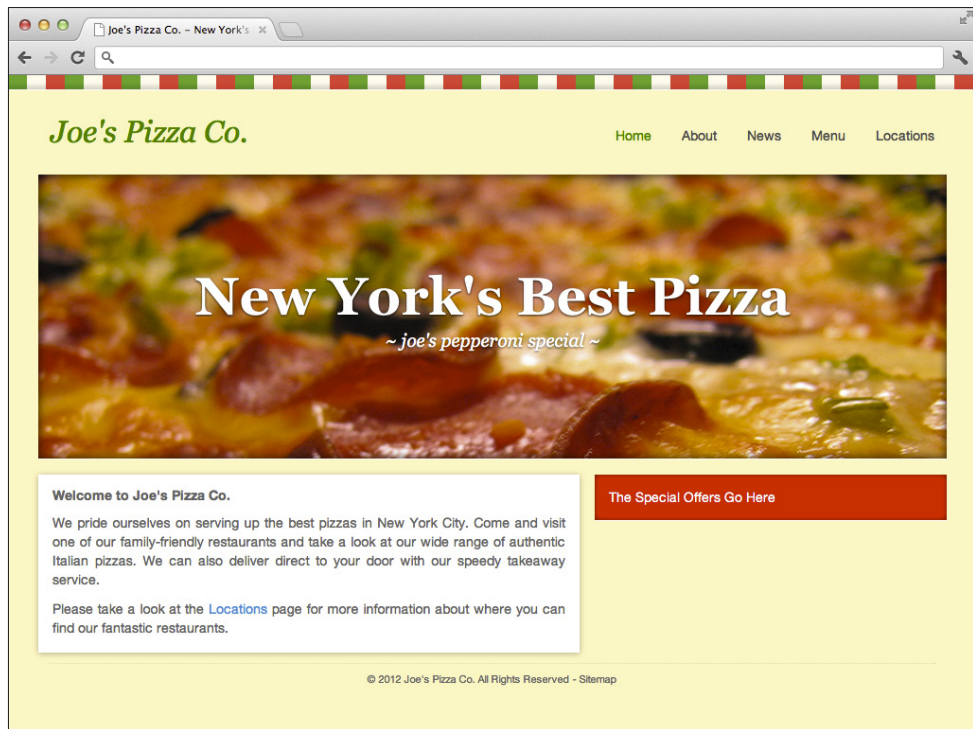 Joe's Pizza Co. – New York's
Joe's Pizza Co.
Home About News Menu Locations
New York's Best Pizza
~ joe's pepperoni special ~
Welcome to Joe's Pizza Co.
We pride ourselves on serving up the best pizzas in New York City. Come and visit
one of our family-friendly restaurants and take a look at our wide range of authentic
Italian pizzas. We can also deliver direct to your door with our speedy takeaway
service.
Please take a look at the Locations page for more information about where you can
find our fantastic restaurants.
The Special Offers Go Here
© 2012 Joe's Pizza Co. All Rights Reserved - Sitemap